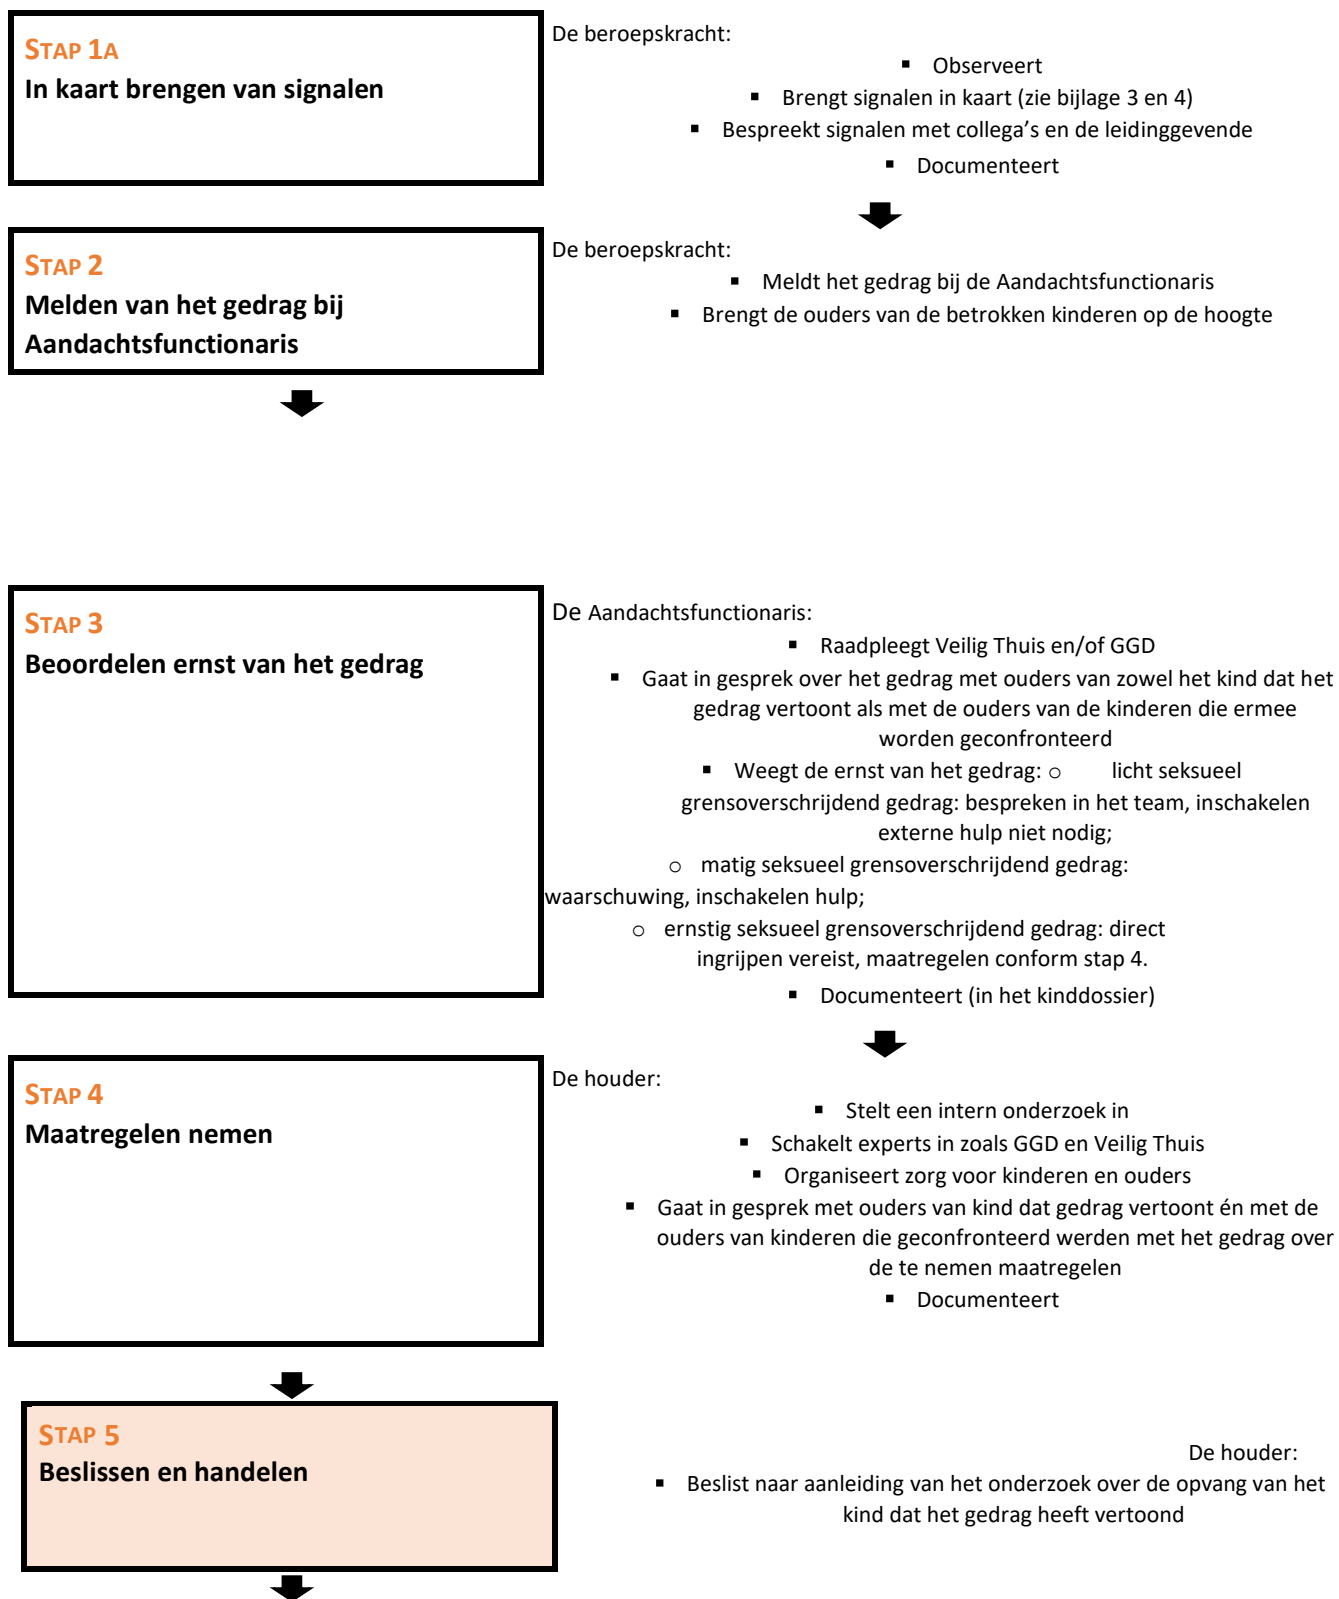 STAP 1A
In kaart brengen van signalen
De beroepskracht:
▪ Observeert
▪ Brengt signalen in kaart (zie bijlage 3 en 4)
▪ Bespreekt signalen met collega’s en de leidinggevende
▪ Documenteert
STAP 2
Melden van het gedrag bij
Aandachtsfunctionaris
De beroepskracht:
▪ Meldt het gedrag bij de Aandachtsfunctionaris
▪ Brengt de ouders van de betrokken kinderen op de hoogte
STAP 3
Beoordelen ernst van het gedrag
De Aandachtsfunctionaris:
▪ Raadpleegt Veilig Thuis en/of GGD
▪ Gaat in gesprek over het gedrag met ouders van zowel het kind dat het
gedrag vertoont als met de ouders van de kinderen die ermee
worden geconfronteerd
▪ Weegt de ernst van het gedrag: o licht seksueel
grensoverschrijdend gedrag: bespreken in het team, inschakelen
externe hulp niet nodig;
o matig seksueel grensoverschrijdend gedrag:
waarschuwing, inschakelen hulp;
o ernstig seksueel grensoverschrijdend gedrag: direct
ingrijpen vereist, maatregelen conform stap 4.
▪ Documenteert (in het kinddossier)
STAP 4
Maatregelen nemen
De houder:
▪ Stelt een intern onderzoek in
▪ Schakelt experts in zoals GGD en Veilig Thuis
▪ Organiseert zorg voor kinderen en ouders
▪ Gaat in gesprek met ouders van kind dat gedrag vertoont én met de
ouders van kinderen die geconfronteerd werden met het gedrag over
de te nemen maatregelen
▪ Documenteert
STAP 5
Beslissen en handelen
De houder:
▪ Beslist naar aanleiding van het onderzoek over de opvang van het
kind dat het gedrag heeft vertoond